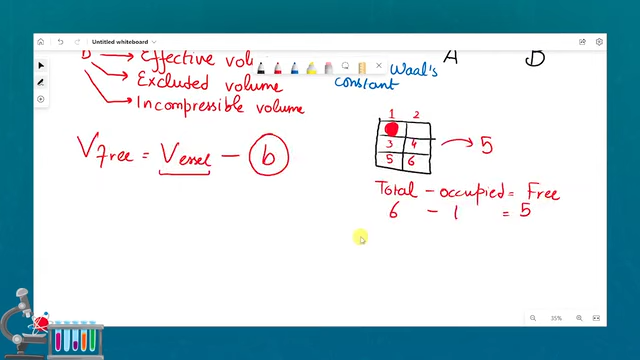 Untitled whiteboard
b → Effective vol
→ Excluded volume
→ Incompressible volume
Waal's
constant
A
1 2
3 4
5 6
→ 5
V free = Vessel − b
Total − occupied = Free
6 − 1 = 5
35%